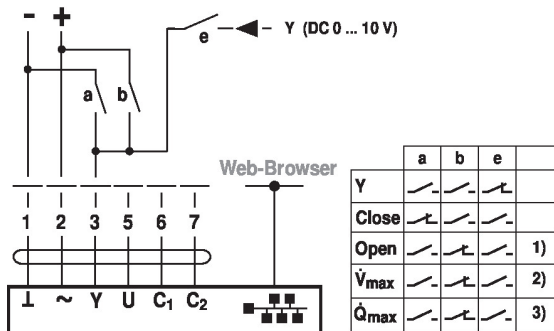 - +
e Y (DC 0 ... 10 V)
a b
Web-Browser
1 2 3 5 6 7
⊥ ~ Y U C₁ C₂
a b e
Y
Close
Open 1)
V̇max 2)
Q̇max 3)